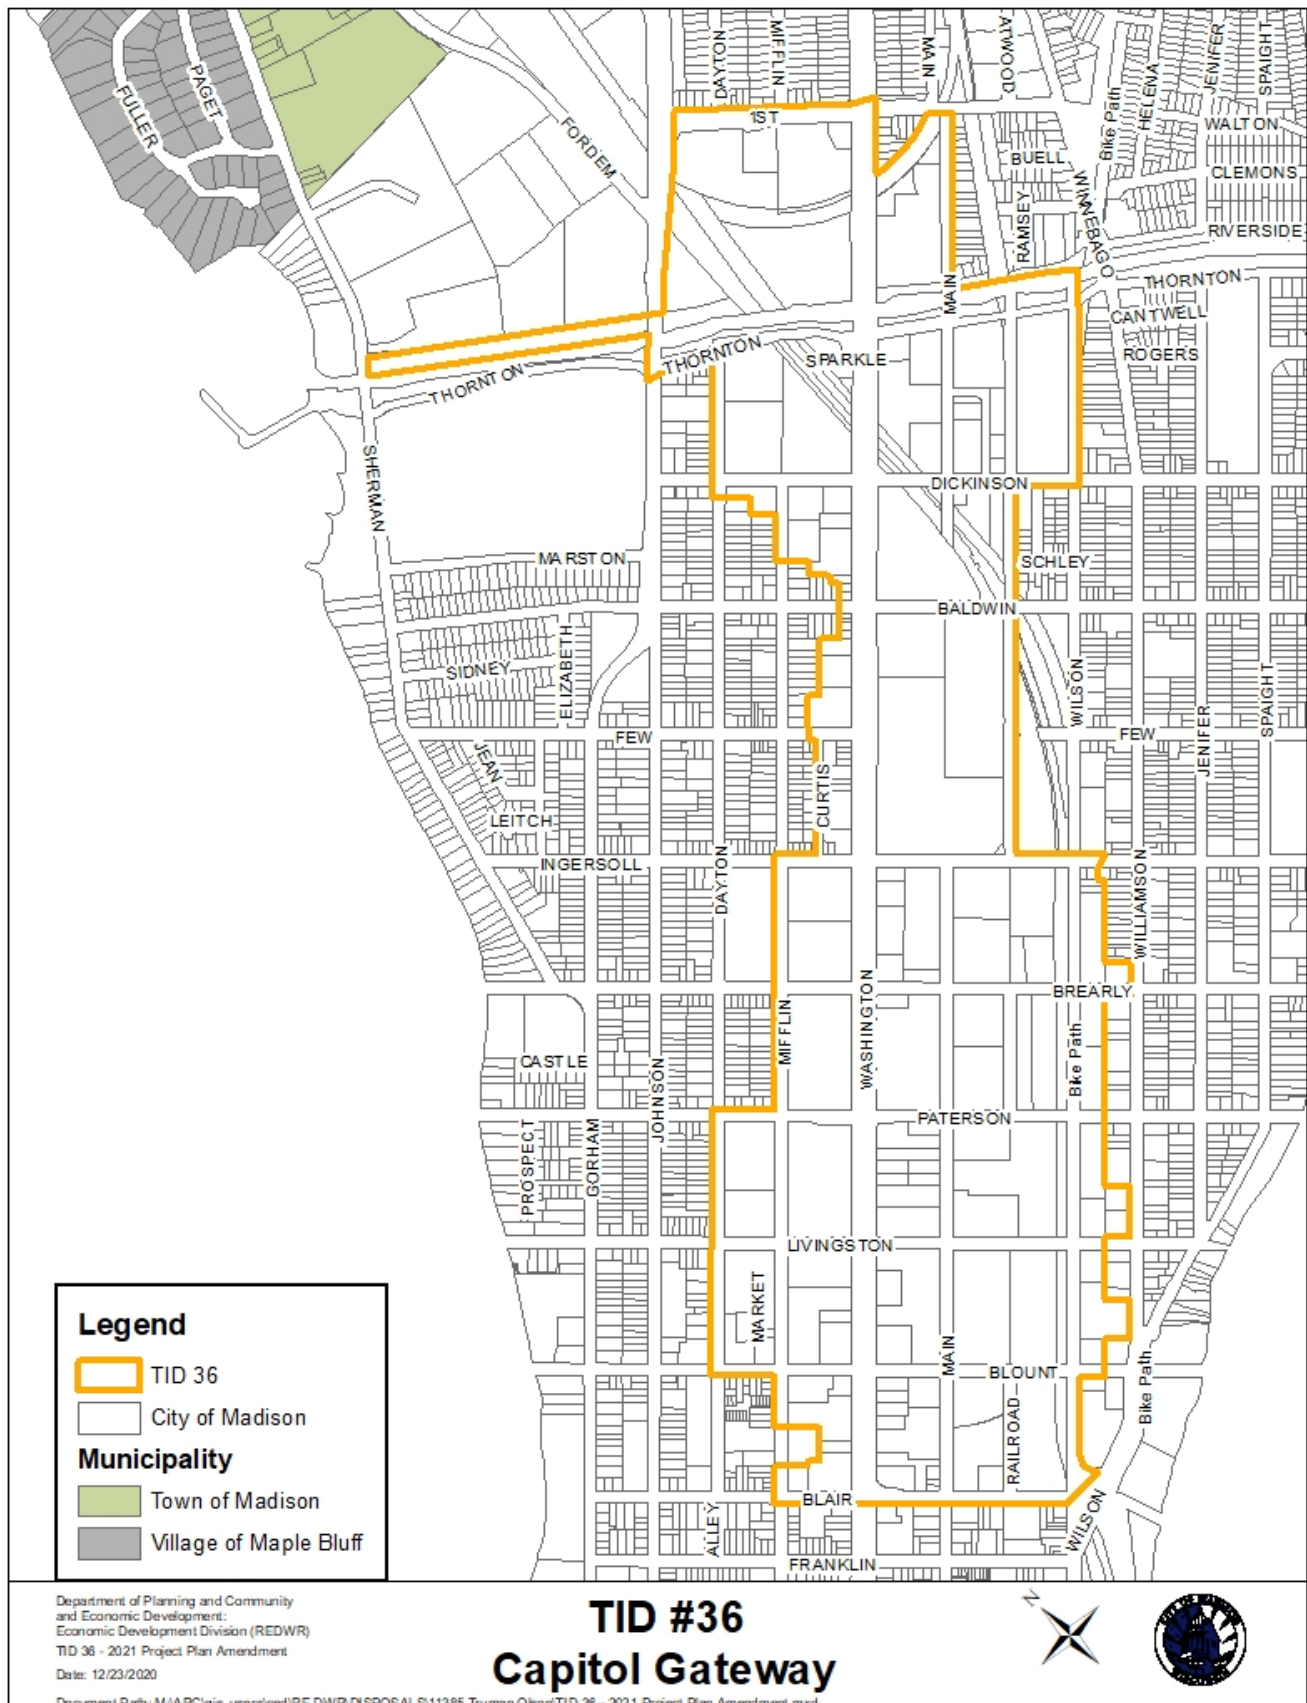 DAYTON
MIFFLIN
MAIN
ATWOOD
JENIFER
SPAIGHT
HELENA
Bike Path
PAGET
FULLER
FORDEM
1ST
WALTON
BUELL
CLEMONS
WINNEBAGO
RAMSEY
RIVERSIDE
MAIN
THORNTON
CANTWELL
THORNTON
SPARKLE
ROGERS
THORNTON
SHERMAN
DICKINSON
MARSTON
SCHLEY
BALDWIN
ELIZABETH
SIDNEY
WILSON
SPAIGHT
FEW
FEW
JENIFER
JEAN
CURTIS
LEITCH
INGERSOLL
DAYTON
WILLIAMSON
BREARLY
MIFFLIN
WASHINGTON
Bike Path
CASTLE
JOHNSON
PATERSON
PROSPECT
GORHAM
LIVINGSTON
MARKET
MAIN
BLOUNT
Bike Path
RAILROAD
BLAIR
ALLEY
WILSON
FRANKLIN
Legend
TID 36
City of Madison
Municipality
Town of Madison
Village of Maple Bluff
Department of Planning and Community
and Economic Development:
Economic Development Division (REDWR)
TID 36 - 2021 Project Plan Amendment
Date: 12/23/2020
TID #36
Capitol Gateway
N